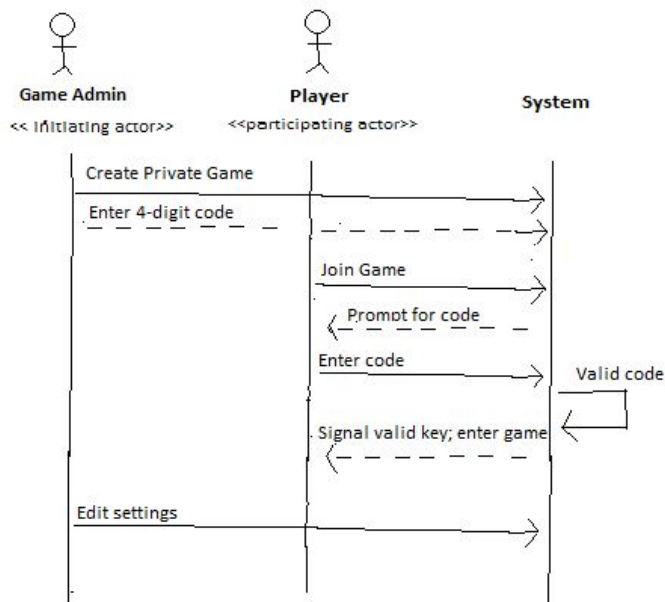 Game Admin
Player
System
<< Initiating actor>>
<<participating actor>>
Create Private Game
Enter 4-digit code
Join Game
Prompt for code
Enter code
Valid code
Signal valid key; enter game
Edit settings